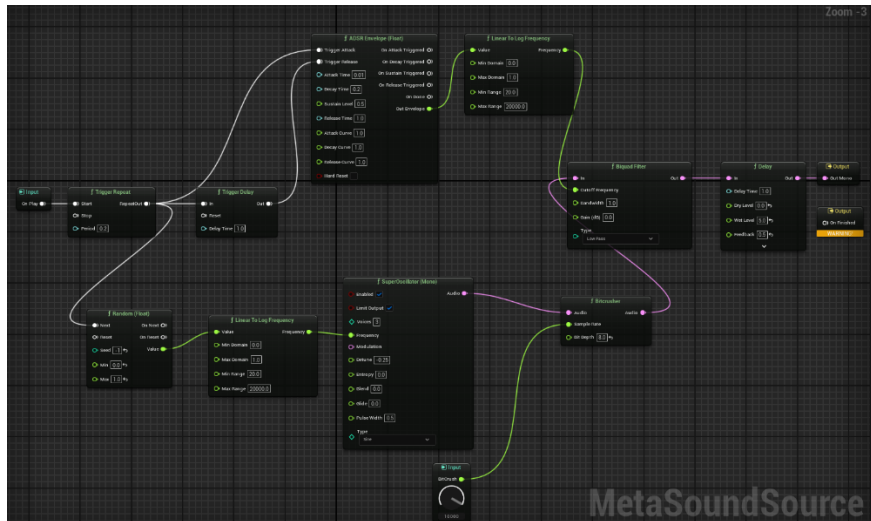 Zoom -3
ADSR Envelope (Float)
Trigger Attack
On Attack Triggered
Trigger Release
On Decay Triggered
Attack Time 0.01
On Sustain Triggered
Decay Time 0.2
On Release Triggered
Sustain Level 0.5
On Done
Release Time 1.0
Out Envelope
Attack Curve 1.0
Decay Curve 1.0
Release Curve 1.0
Hard Reset
Linear To Log Frequency
Value
Frequency
Min Domain 0.0
Max Domain 1.0
Min Range 20.0
Max Range 20000.0
Input
On Play
Trigger Repeat
Start
RepeatOut
Stop
Period 0.2
Trigger Delay
In
Out
Reset
Delay Time 1.0
Biquad Filter
In
Out
Cutoff Frequency
Bandwidth 1.0
Gain (dB) 0.0
Type
Low Pass
Delay
In
Out
Delay Time 1.0
Dry Level 0.0
Wet Level
Feedback 0.5
Output
Out Mono
Output
On Finished
WARNING!
Random (Float)
Next
On Next
Reset
On Reset
Seed -1
Value
Min 0.0
Max 1.0
Linear To Log Frequency
Value
Frequency
Min Domain 0.0
Max Domain 1.0
Min Range 20.0
Max Range 20000.0
SuperOscillator (Mono)
Enabled
Audio
Limit Output
Voices
Frequency
Modulation
Detune -0.25
Entropy 0.0
Blend 0.0
Glide 0.0
Pulse Width 0.5
Type
Bitcrusher
Audio
Audio
Sample Rate
Bit Depth 8.0
Input
BitCrush
MetaSoundSource